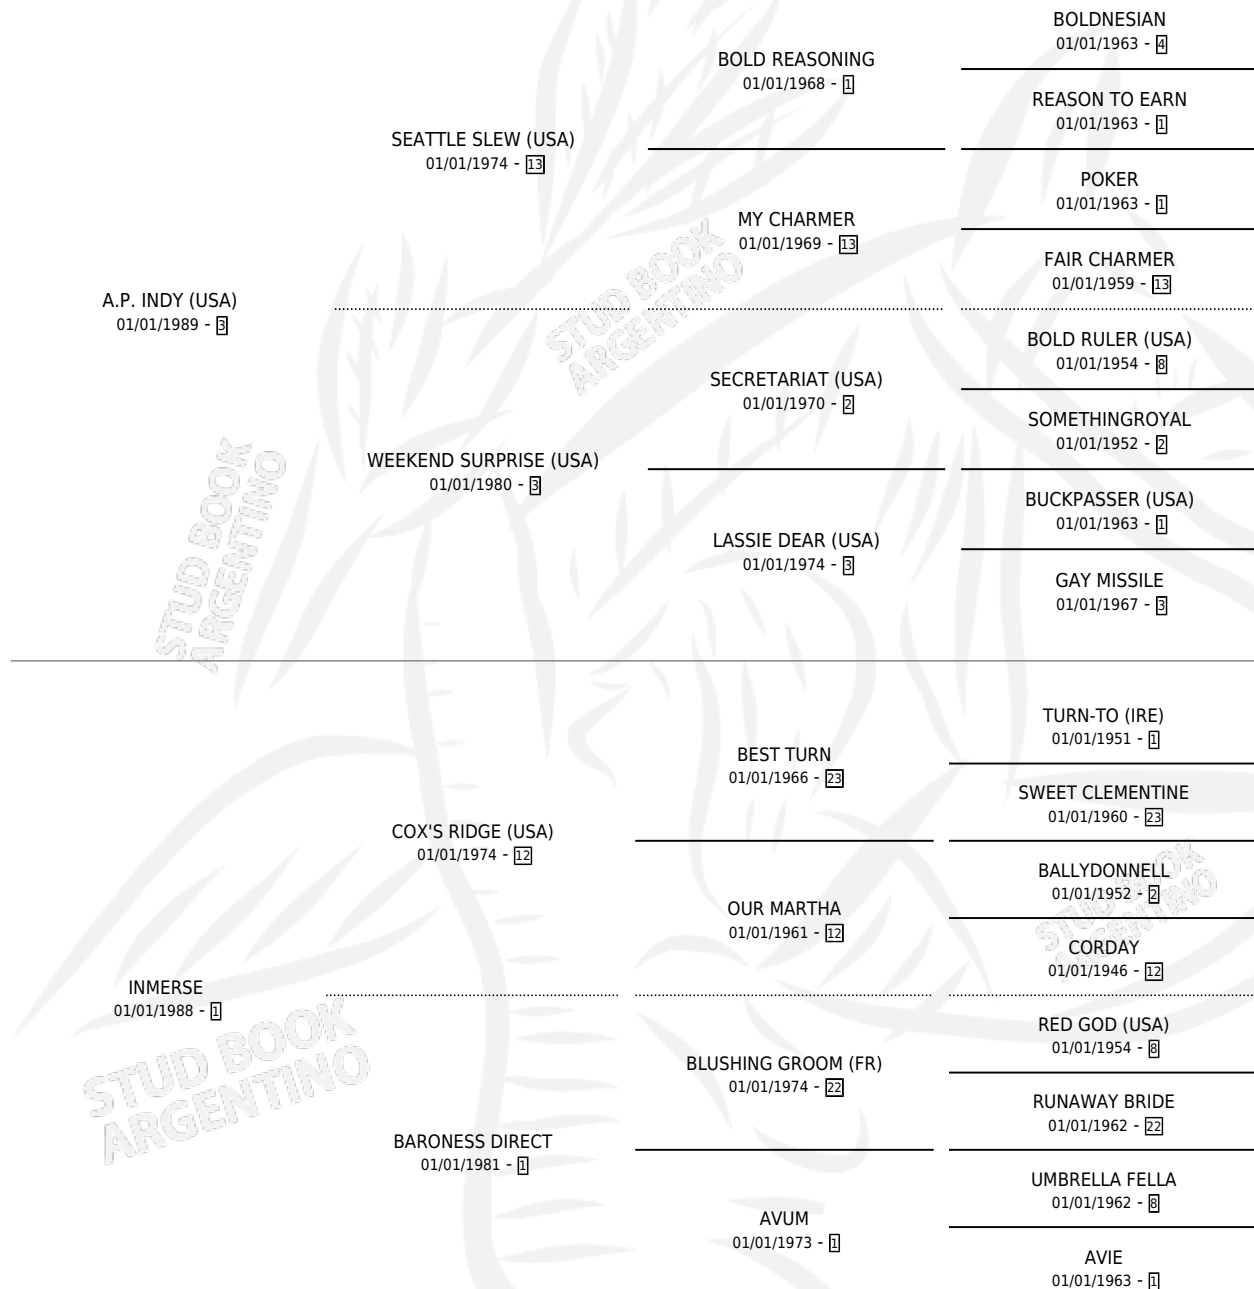 BOLDNESIAN
01/01/1963 - 4
BOLD REASONING
01/01/1968 - 1
REASON TO EARN
01/01/1963 - 1
SEATTLE SLEW (USA)
01/01/1974 - 13
POKER
01/01/1963 - 1
MY CHARMER
01/01/1969 - 13
FAIR CHARMER
01/01/1959 - 13
A.P. INDY (USA)
01/01/1989 - 3
STUD BOOK
ARGENTINO
BOLD RULER (USA)
01/01/1954 - 8
SECRETARIAT (USA)
01/01/1970 - 2
SOMETHINGROYAL
01/01/1952 - 2
WEEKEND SURPRISE (USA)
01/01/1980 - 3
BUCKPASSER (USA)
01/01/1963 - 1
LASSIE DEAR (USA)
01/01/1974 - 3
GAY MISSILE
01/01/1967 - 3
STUD BOOK
ARGENTINO
TURN-TO (IRE)
01/01/1951 - 1
BEST TURN
01/01/1966 - 23
SWEET CLEMENTINE
01/01/1960 - 23
COX'S RIDGE (USA)
01/01/1974 - 12
BALLYDONNELL
01/01/1952 - 2
OUR MARTHA
01/01/1961 - 12
STUD BOOK
ARGENTINO
CORDAY
01/01/1946 - 12
INMERSE
01/01/1988 - 1
STUD BOOK
ARGENTINO
RED GOD (USA)
01/01/1954 - 8
BLUSHING GROOM (FR)
01/01/1974 - 22
RUNAWAY BRIDE
01/01/1962 - 22
BARONESS DIRECT
01/01/1981 - 1
UMBRELLA FELLA
01/01/1962 - 8
AVUM
01/01/1973 - 1
AVIE
01/01/1963 - 1